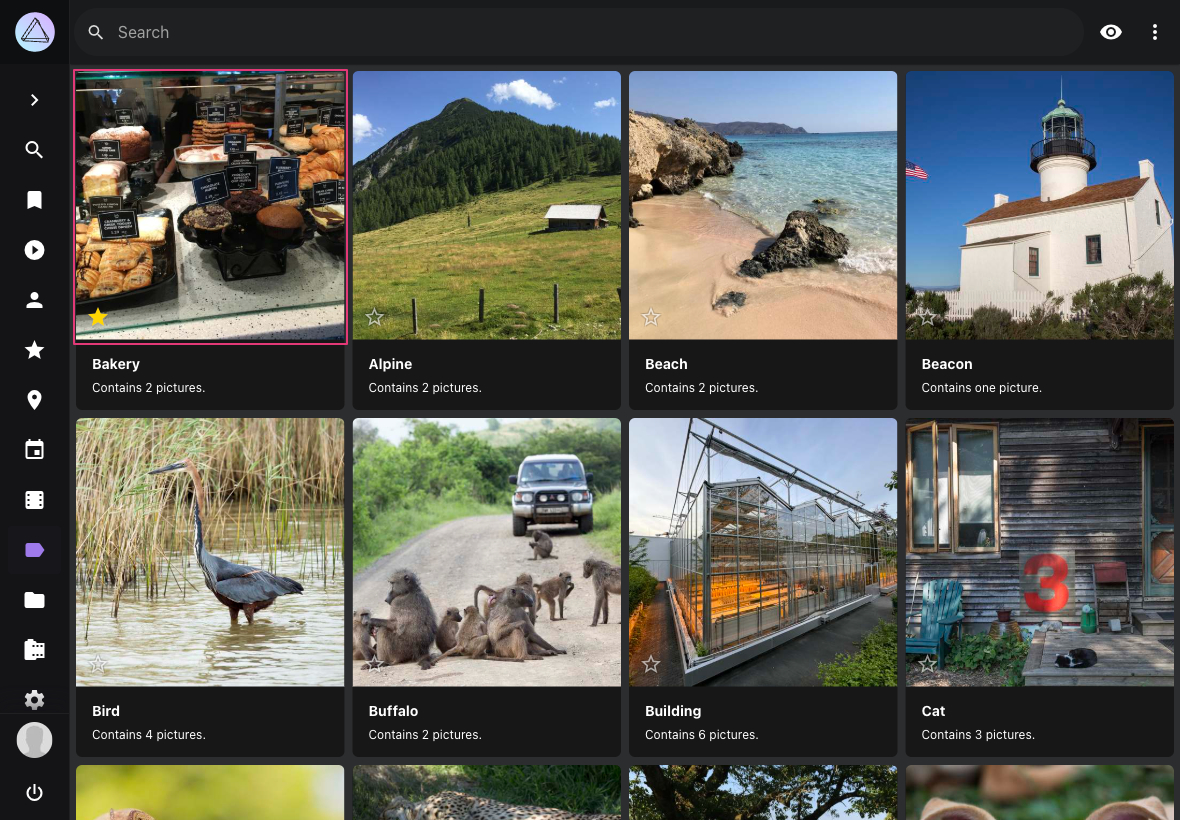 Search
Bakery
Contains 2 pictures.
Alpine
Contains 2 pictures.
Beach
Contains 2 pictures.
Beacon
Contains one picture.
3
Bird
Contains 4 pictures.
Buffalo
Contains 2 pictures.
Building
Contains 6 pictures.
Cat
Contains 3 pictures.